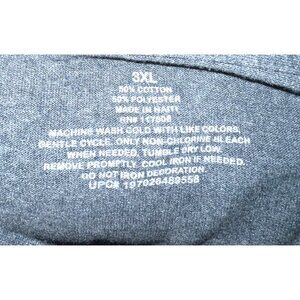 3XL
50% COTTON
50% POLYESTER
MADE IN HAITI
RN# 117608
MACHINE WASH COLD WITH LIKE COLORS,
GENTLE CYCLE. ONLY NON-CHLORINE BLEACH
WHEN NEEDED, TUMBLE DRY LOW.
REMOVE PROMPTLY. COOL IRON IF NEEDED.
DO NOT IRON DECORATION.
UPC# 197026489558